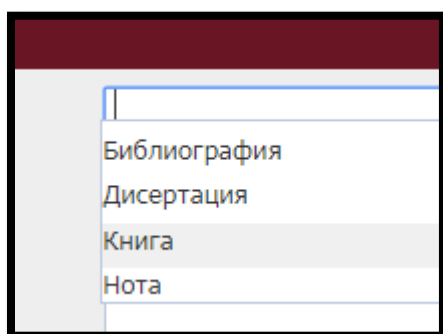 Библиография
Дисертация
Книга
Нота